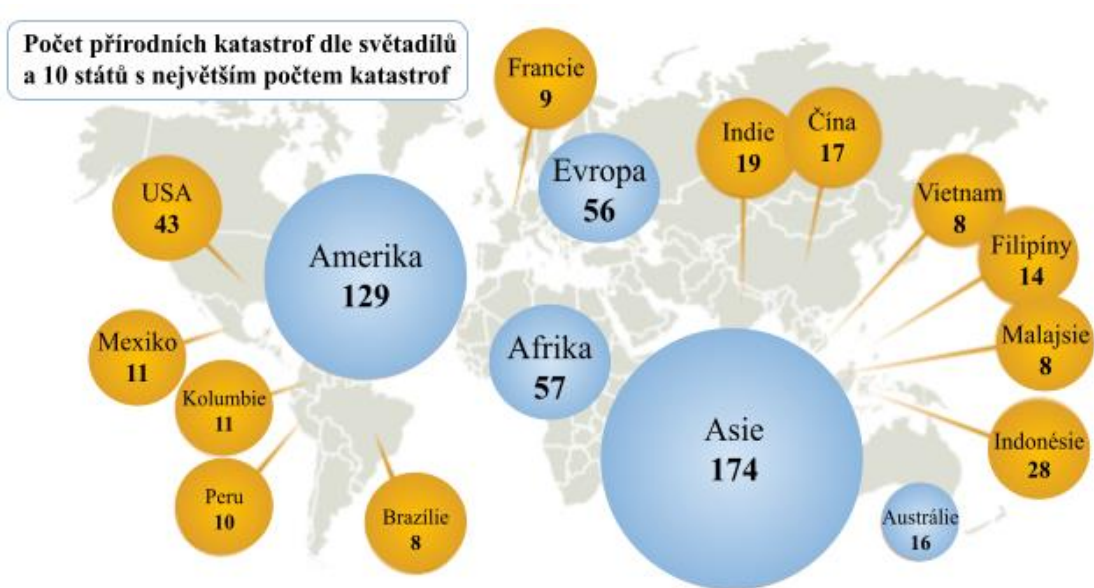 Počet přírodních katastrof dle světadílů
a 10 států s největším počtem katastrof
Francie
9
Indie
19
Čína
17
Evropa
56
USA
43
Vietnam
8
Filipíny
14
Amerika
129
Mexiko
11
Afrika
57
Malajsie
8
Kolumbie
11
Asie
174
Indonésie
28
Peru
10
Brazílie
8
Austrálie
16